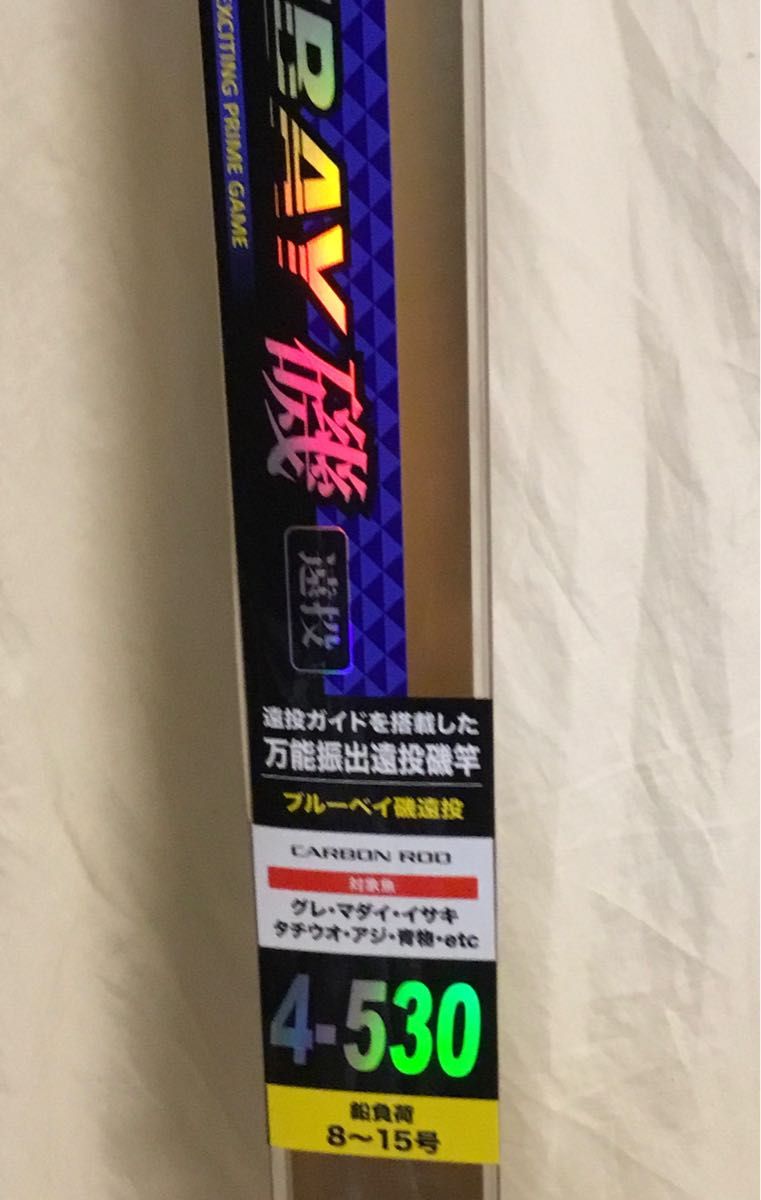 EXCITING PRIME GAME
BAY磯
遠投
遠投ガイドを搭載した
万能振出遠投磯竿
ブルーベイ磯遠投
CARBON ROD
対象魚
グレ・マダイ・イサキ
タチウオ・アジ・青物・etc
4-530
錘負荷
8〜15号